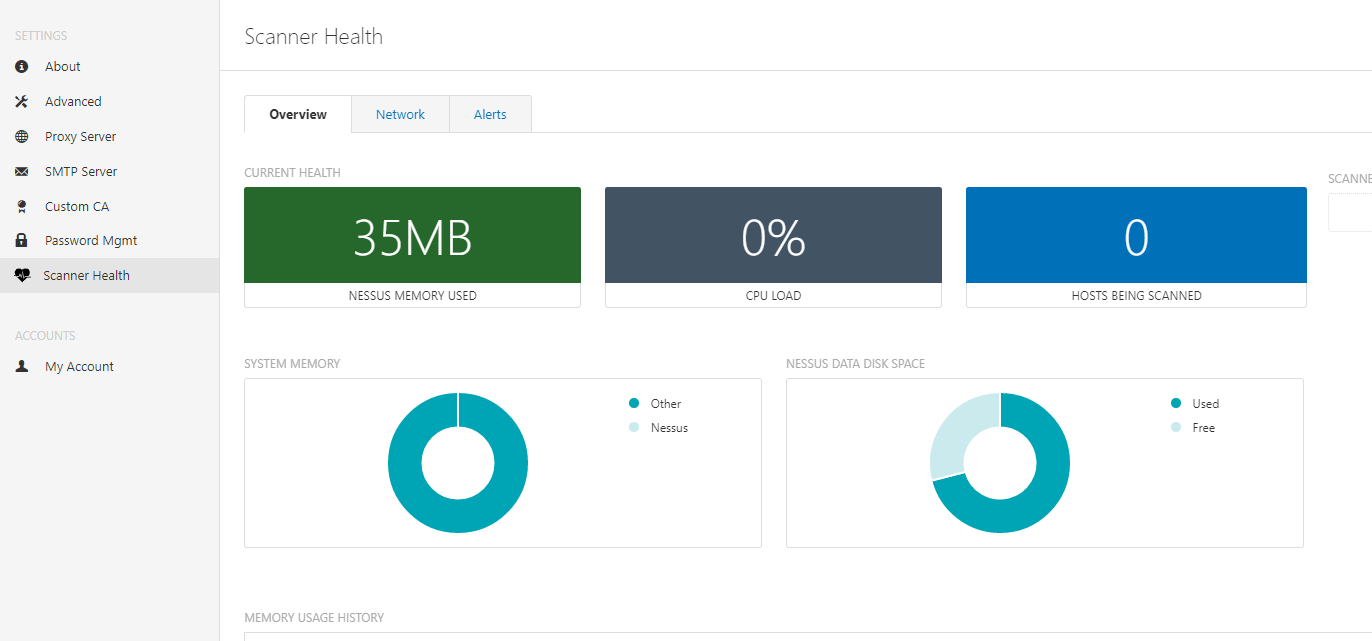 SETTINGS
About
Advanced
Proxy Server
SMTP Server
Custom CA
Password Mgmt
Scanner Health
ACCOUNTS
My Account
Scanner Health
Overview Network Alerts
CURRENT HEALTH
35MB
NESSUS MEMORY USED
0%
CPU LOAD
0
HOSTS BEING SCANNED
SCANNE
SYSTEM MEMORY
Other
Nessus
NESSUS DATA DISK SPACE
Used
Free
MEMORY USAGE HISTORY